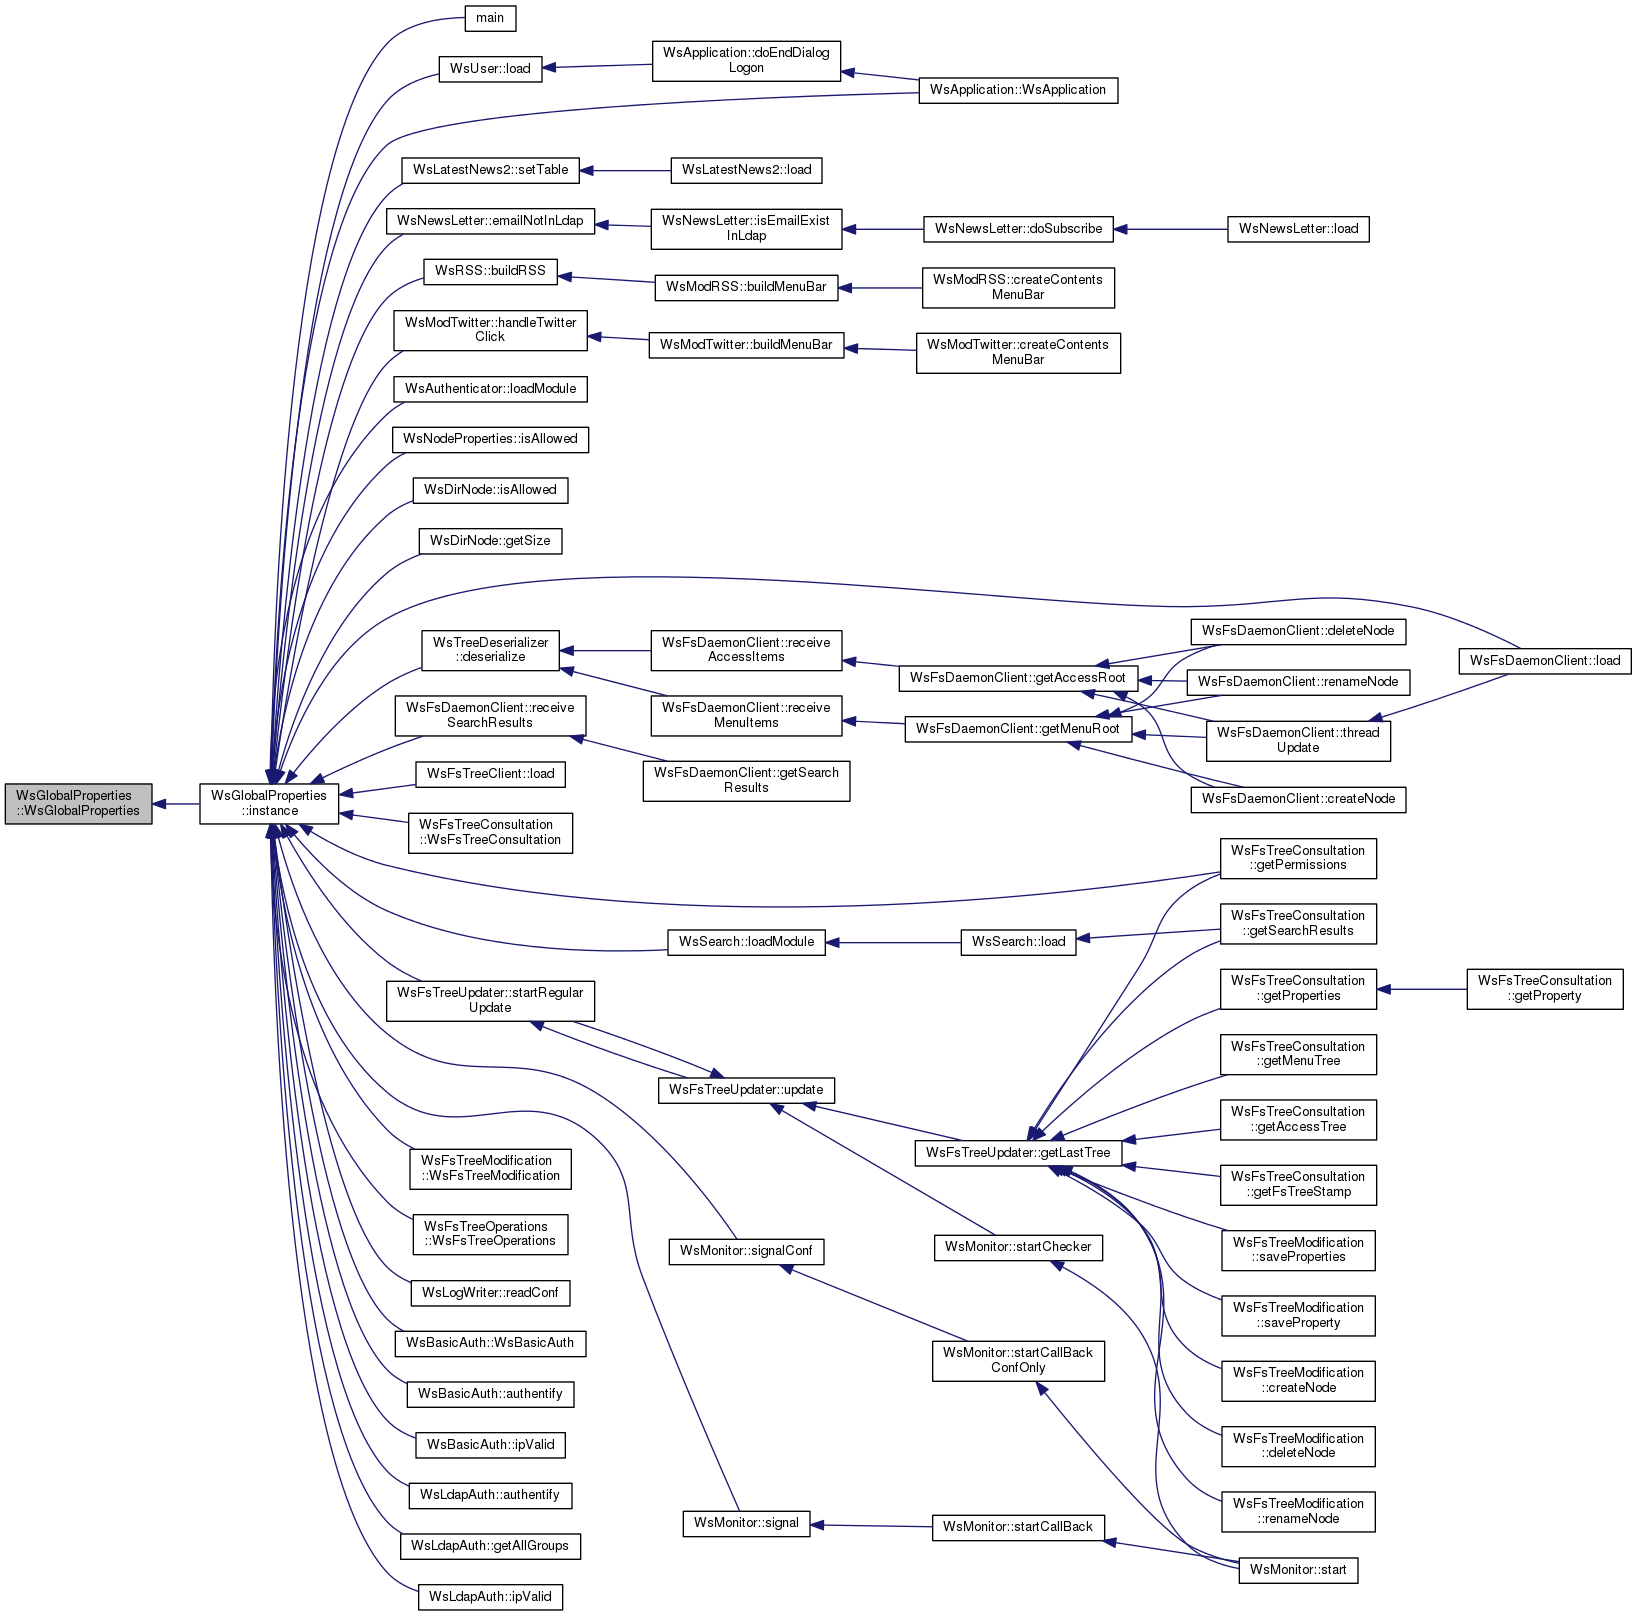 main
WsUser::load
WsApplication::doEndDialog
Logon
WsApplication::WsApplication
WsLatestNews2::setTable
WsLatestNews2::load
WsNewsLetter::emailNotInLdap
WsNewsLetter::isEmailExist
InLdap
WsNewsLetter::doSubscribe
WsNewsLetter::load
WsRSS::buildRSS
WsModRSS::buildMenuBar
WsModRSS::createContents
MenuBar
WsModTwitter::handleTwitter
Click
WsModTwitter::buildMenuBar
WsModTwitter::createContents
MenuBar
WsAuthenticator::loadModule
WsNodeProperties::isAllowed
WsDirNode::isAllowed
WsDirNode::getSize
WsTreeDeserializer
::deserialize
WsFsDaemonClient::receive
AccessItems
WsFsDaemonClient::getAccessRoot
WsFsDaemonClient::deleteNode
WsFsDaemonClient::load
WsFsDaemonClient::renameNode
WsFsDaemonClient::receive
SearchResults
WsFsDaemonClient::receive
MenuItems
WsFsDaemonClient::getMenuRoot
WsFsDaemonClient::thread
Update
WsFsTreeClient::load
WsFsDaemonClient::getSearch
Results
WsFsDaemonClient::createNode
WsGlobalProperties
::WsGlobalProperties
WsGlobalProperties
::instance
WsFsTreeConsultation
::WsFsTreeConsultation
WsFsTreeConsultation
::getPermissions
WsSearch::loadModule
WsSearch::load
WsFsTreeConsultation
::getSearchResults
WsFsTreeUpdater::startRegular
Update
WsFsTreeConsultation
::getProperties
WsFsTreeConsultation
::getProperty
WsFsTreeConsultation
::getMenuTree
WsFsTreeUpdater::update
WsFsTreeConsultation
::getAccessTree
WsFsTreeUpdater::getLastTree
WsFsTreeModification
::WsFsTreeModification
WsFsTreeConsultation
::getFsTreeStamp
WsFsTreeOperations
::WsFsTreeOperations
WsMonitor::signalConf
WsMonitor::startChecker
WsFsTreeModification
::saveProperties
WsLogWriter::readConf
WsFsTreeModification
::saveProperty
WsBasicAuth::WsBasicAuth
WsMonitor::startCallBack
ConfOnly
WsFsTreeModification
::createNode
WsBasicAuth::authentify
WsBasicAuth::ipValid
WsFsTreeModification
::deleteNode
WsLdapAuth::authentify
WsMonitor::signal
WsMonitor::startCallBack
WsFsTreeModification
::renameNode
WsLdapAuth::getAllGroups
WsMonitor::start
WsLdapAuth::ipValid